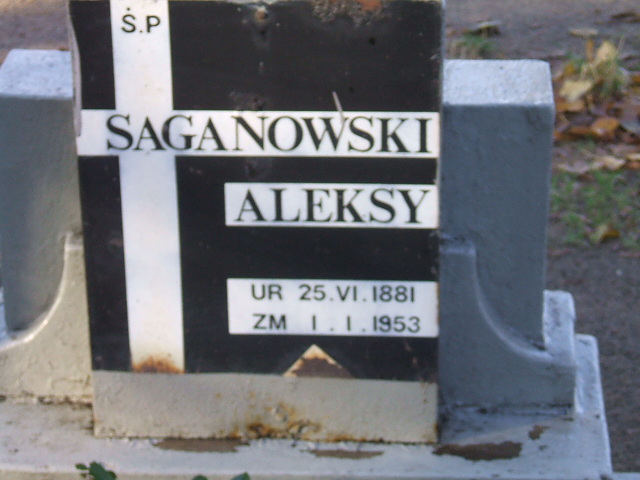 Ś.P
SAGANOWSKI
ALEKSY
UR 25.VI.1881
ZM 1.1.1953